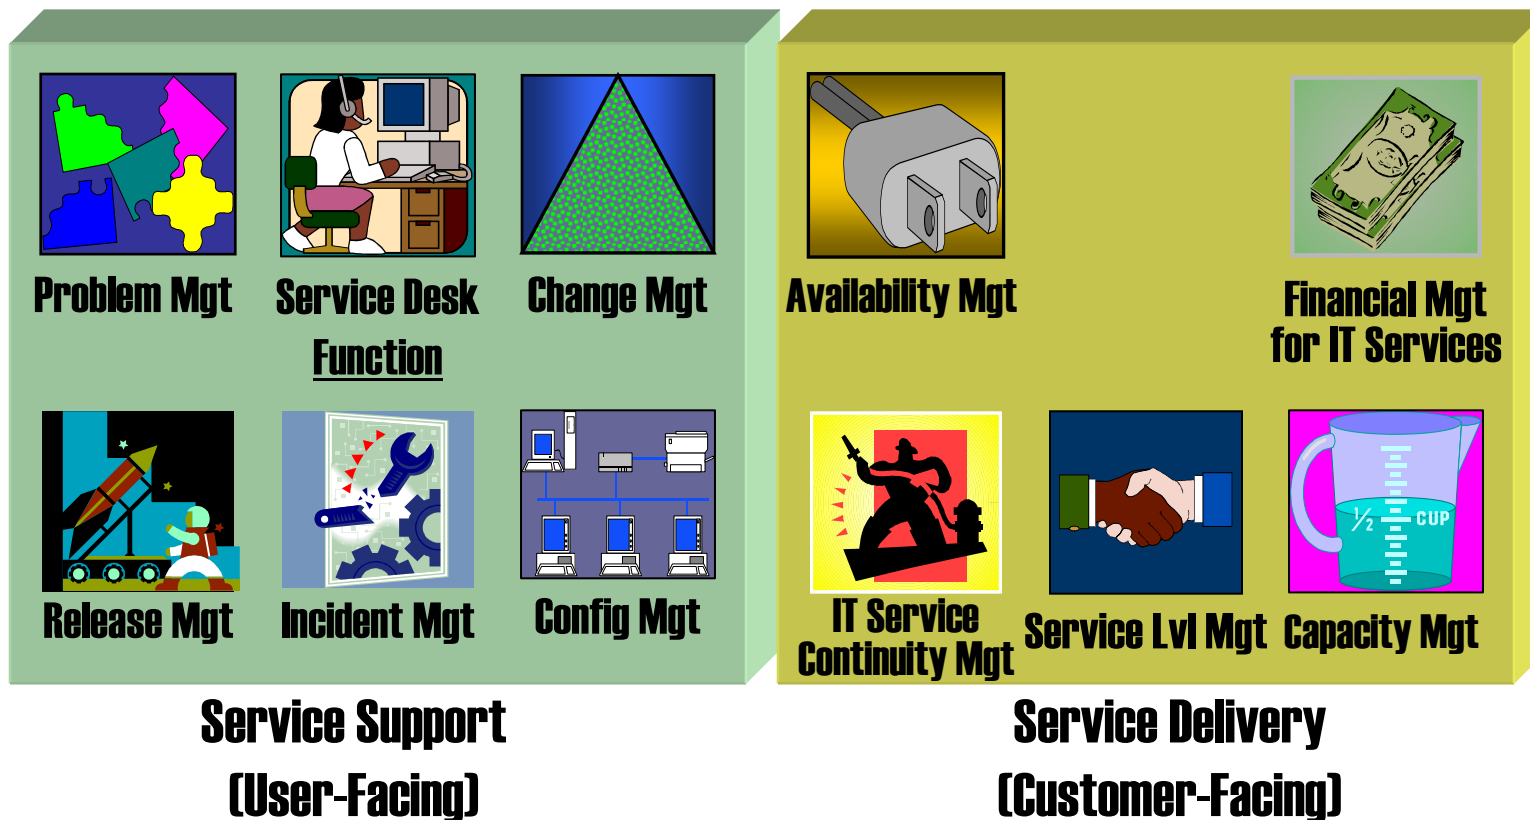 Problem Mgt
Service Desk
Function
Change Mgt
Release Mgt
Incident Mgt
Config Mgt
Service Support
(User-Facing)
Availability Mgt
Financial Mgt
for IT Services
IT Service
Continuity Mgt
Service Lvl Mgt
1/2 CUP
Capacity Mgt
Service Delivery
(Customer-Facing)